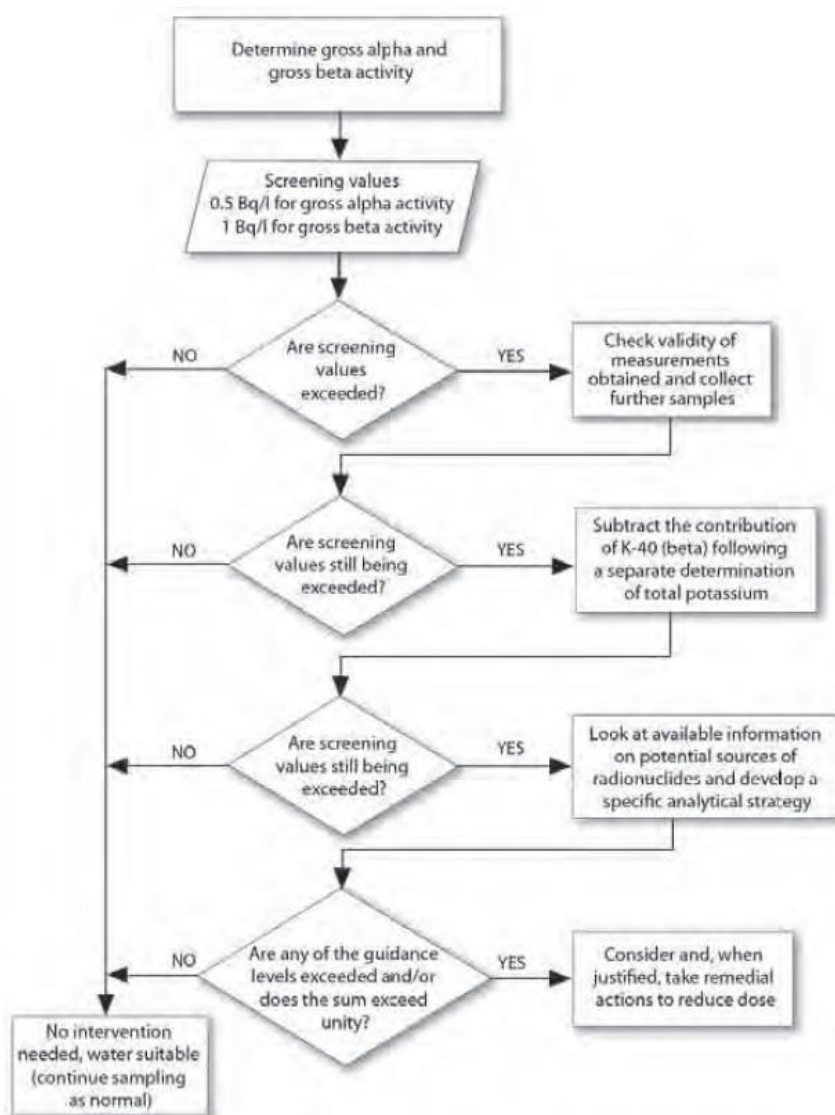 Determine gross alpha and
gross beta activity
Screening values
0.5 Bq/l for gross alpha activity
1 Bq/l for gross beta activity
NO
Are screening
values
exceeded?
YES
Check validity of
measurements
obtained and collect
further samples
NO
Are screening
values still being
exceeded?
YES
Subtract the contribution
of K-40 (beta) following
a separate determination
of total potassium
NO
Are screening
values still being
exceeded?
YES
Look at available information
on potential sources of
radionuclides and develop a
specific analytical strategy
NO
Are any of the guidance
levels exceeded and/or
does the sum exceed
unity?
YES
Consider and, when
justified, take remedial
actions to reduce dose
No intervention
needed, water suitable
(continue sampling
as normal)